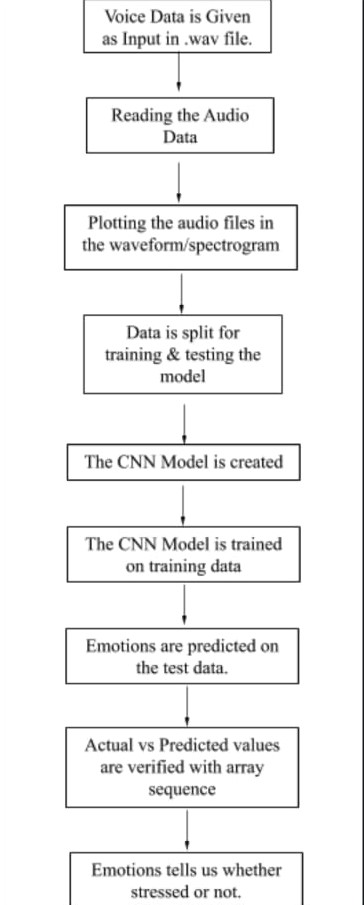 Voice Data is Given
as Input in .wav file.
Reading the Audio
Data
Plotting the audio files in
the waveform/spectrogram
Data is split for
training & testing the
model
The CNN Model is created
The CNN Model is trained
on training data
Emotions are predicted on
the test data.
Actual vs Predicted values
are verified with array
sequence
Emotions tells us whether
stressed or not.